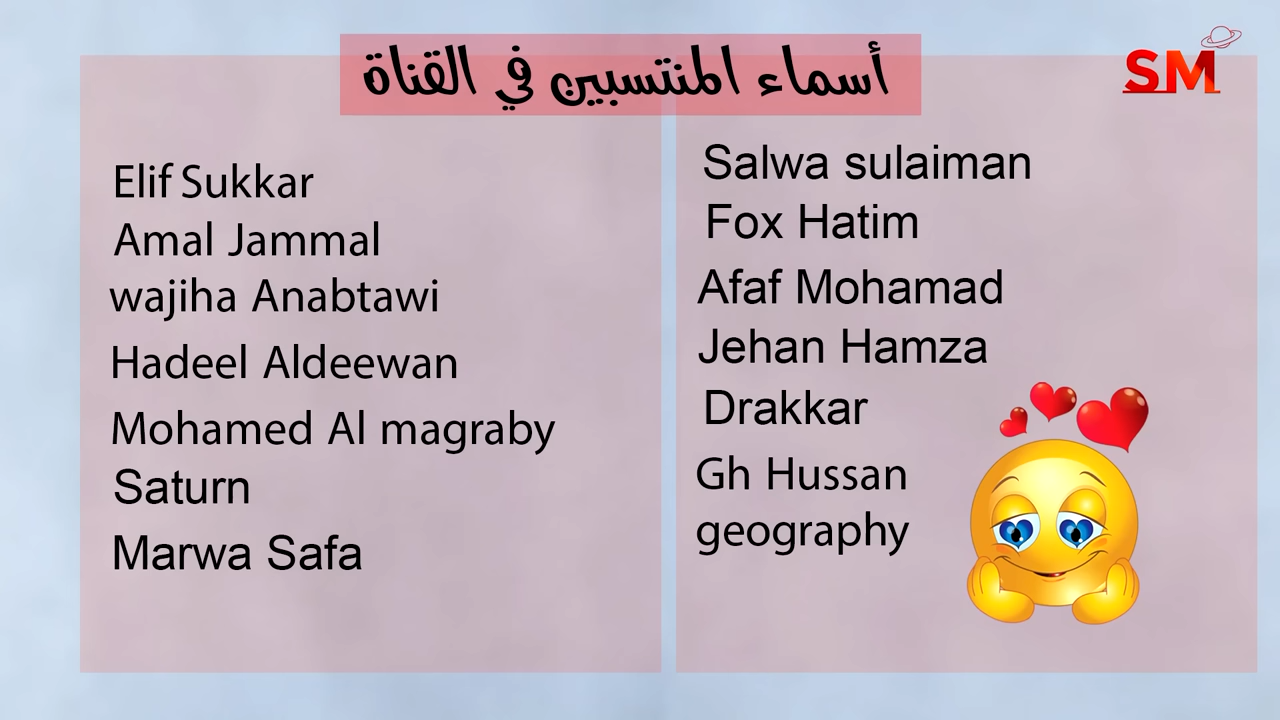 أسماء المنتسبين في القناة
SM
Elif Sukkar
Amal Jammal
wajiha Anabtawi
Hadeel Aldeewan
Mohamed Al magraby
Saturn
Marwa Safa
Salwa sulaiman
Fox Hatim
Afaf Mohamad
Jehan Hamza
Drakkar
Gh Hussan
geography